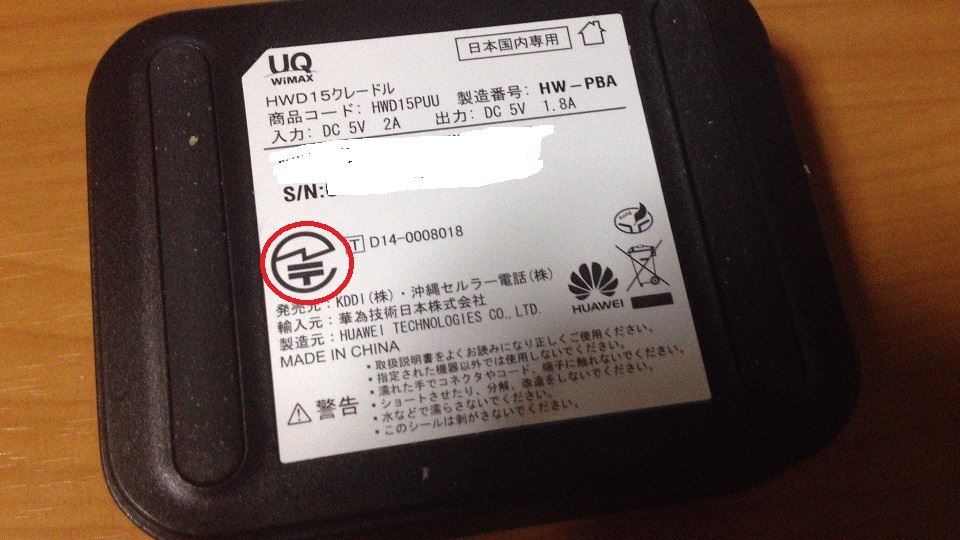 UQ
WiMAX
日本国内専用
HWD15クレードル
商品コード: HWD15PUU 製造番号: HW-PBA
入力: DC 5V 2A 出力: DC 5V 1.8A
S/N:
T D14-0008018
発売元:KDDI(株)・沖縄セルラー電話(株)
輸入元:華為技術日本株式会社
製造元:HUAWEI TECHNOLOGIES CO.,LTD.
MADE IN CHINA
RoHS
HUAWEI
警告
・取扱説明書をよくお読みになり正しくご使用ください。
・指定された機器以外では使用しないでください。
・濡れた手でコネクタやコード、端子に触れないでください。
・ショートさせたり、分解、改造をしないでください。
・水などで濡らさないでください。
・このシールは剥がさないでください。